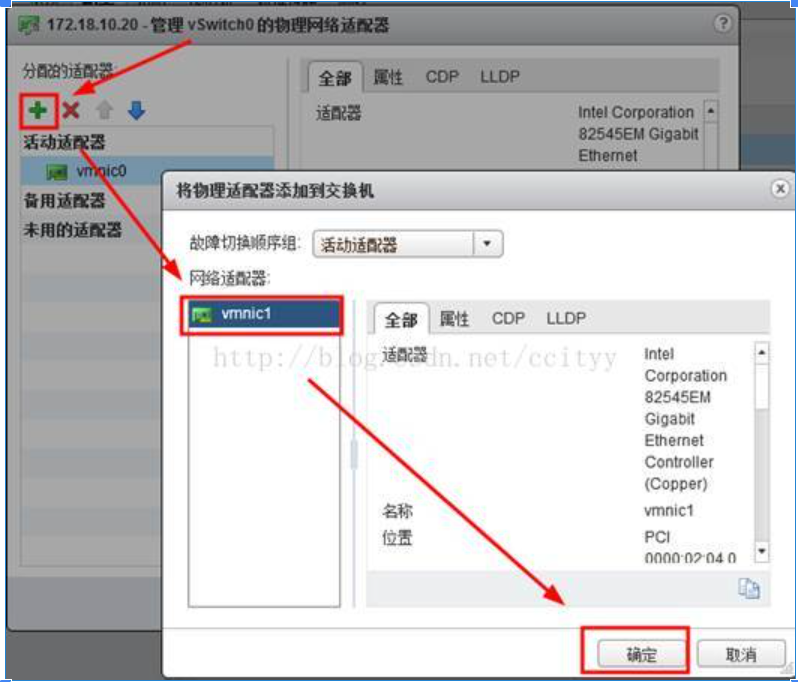 172.18.10.20 - 管理 vSwitch0 的物理网络适配器
分配的适配器:
全部 属性 CDP LLDP
适配器
Intel Corporation
82545EM Gigabit
Ethernet
活动适配器
vmnic0
备用适配器
未用的适配器
将物理适配器添加到交换机
故障切换顺序组: 活动适配器
网络适配器:
vmnic1
全部 属性 CDP LLDP
适配器
Intel
Corporation
82545EM
Gigabit
Ethernet
Controller
(Copper)
名称 vmnic1
位置 PCI
0000:02:04.0
http://blog.csdn.net/ccityy
确定 取消